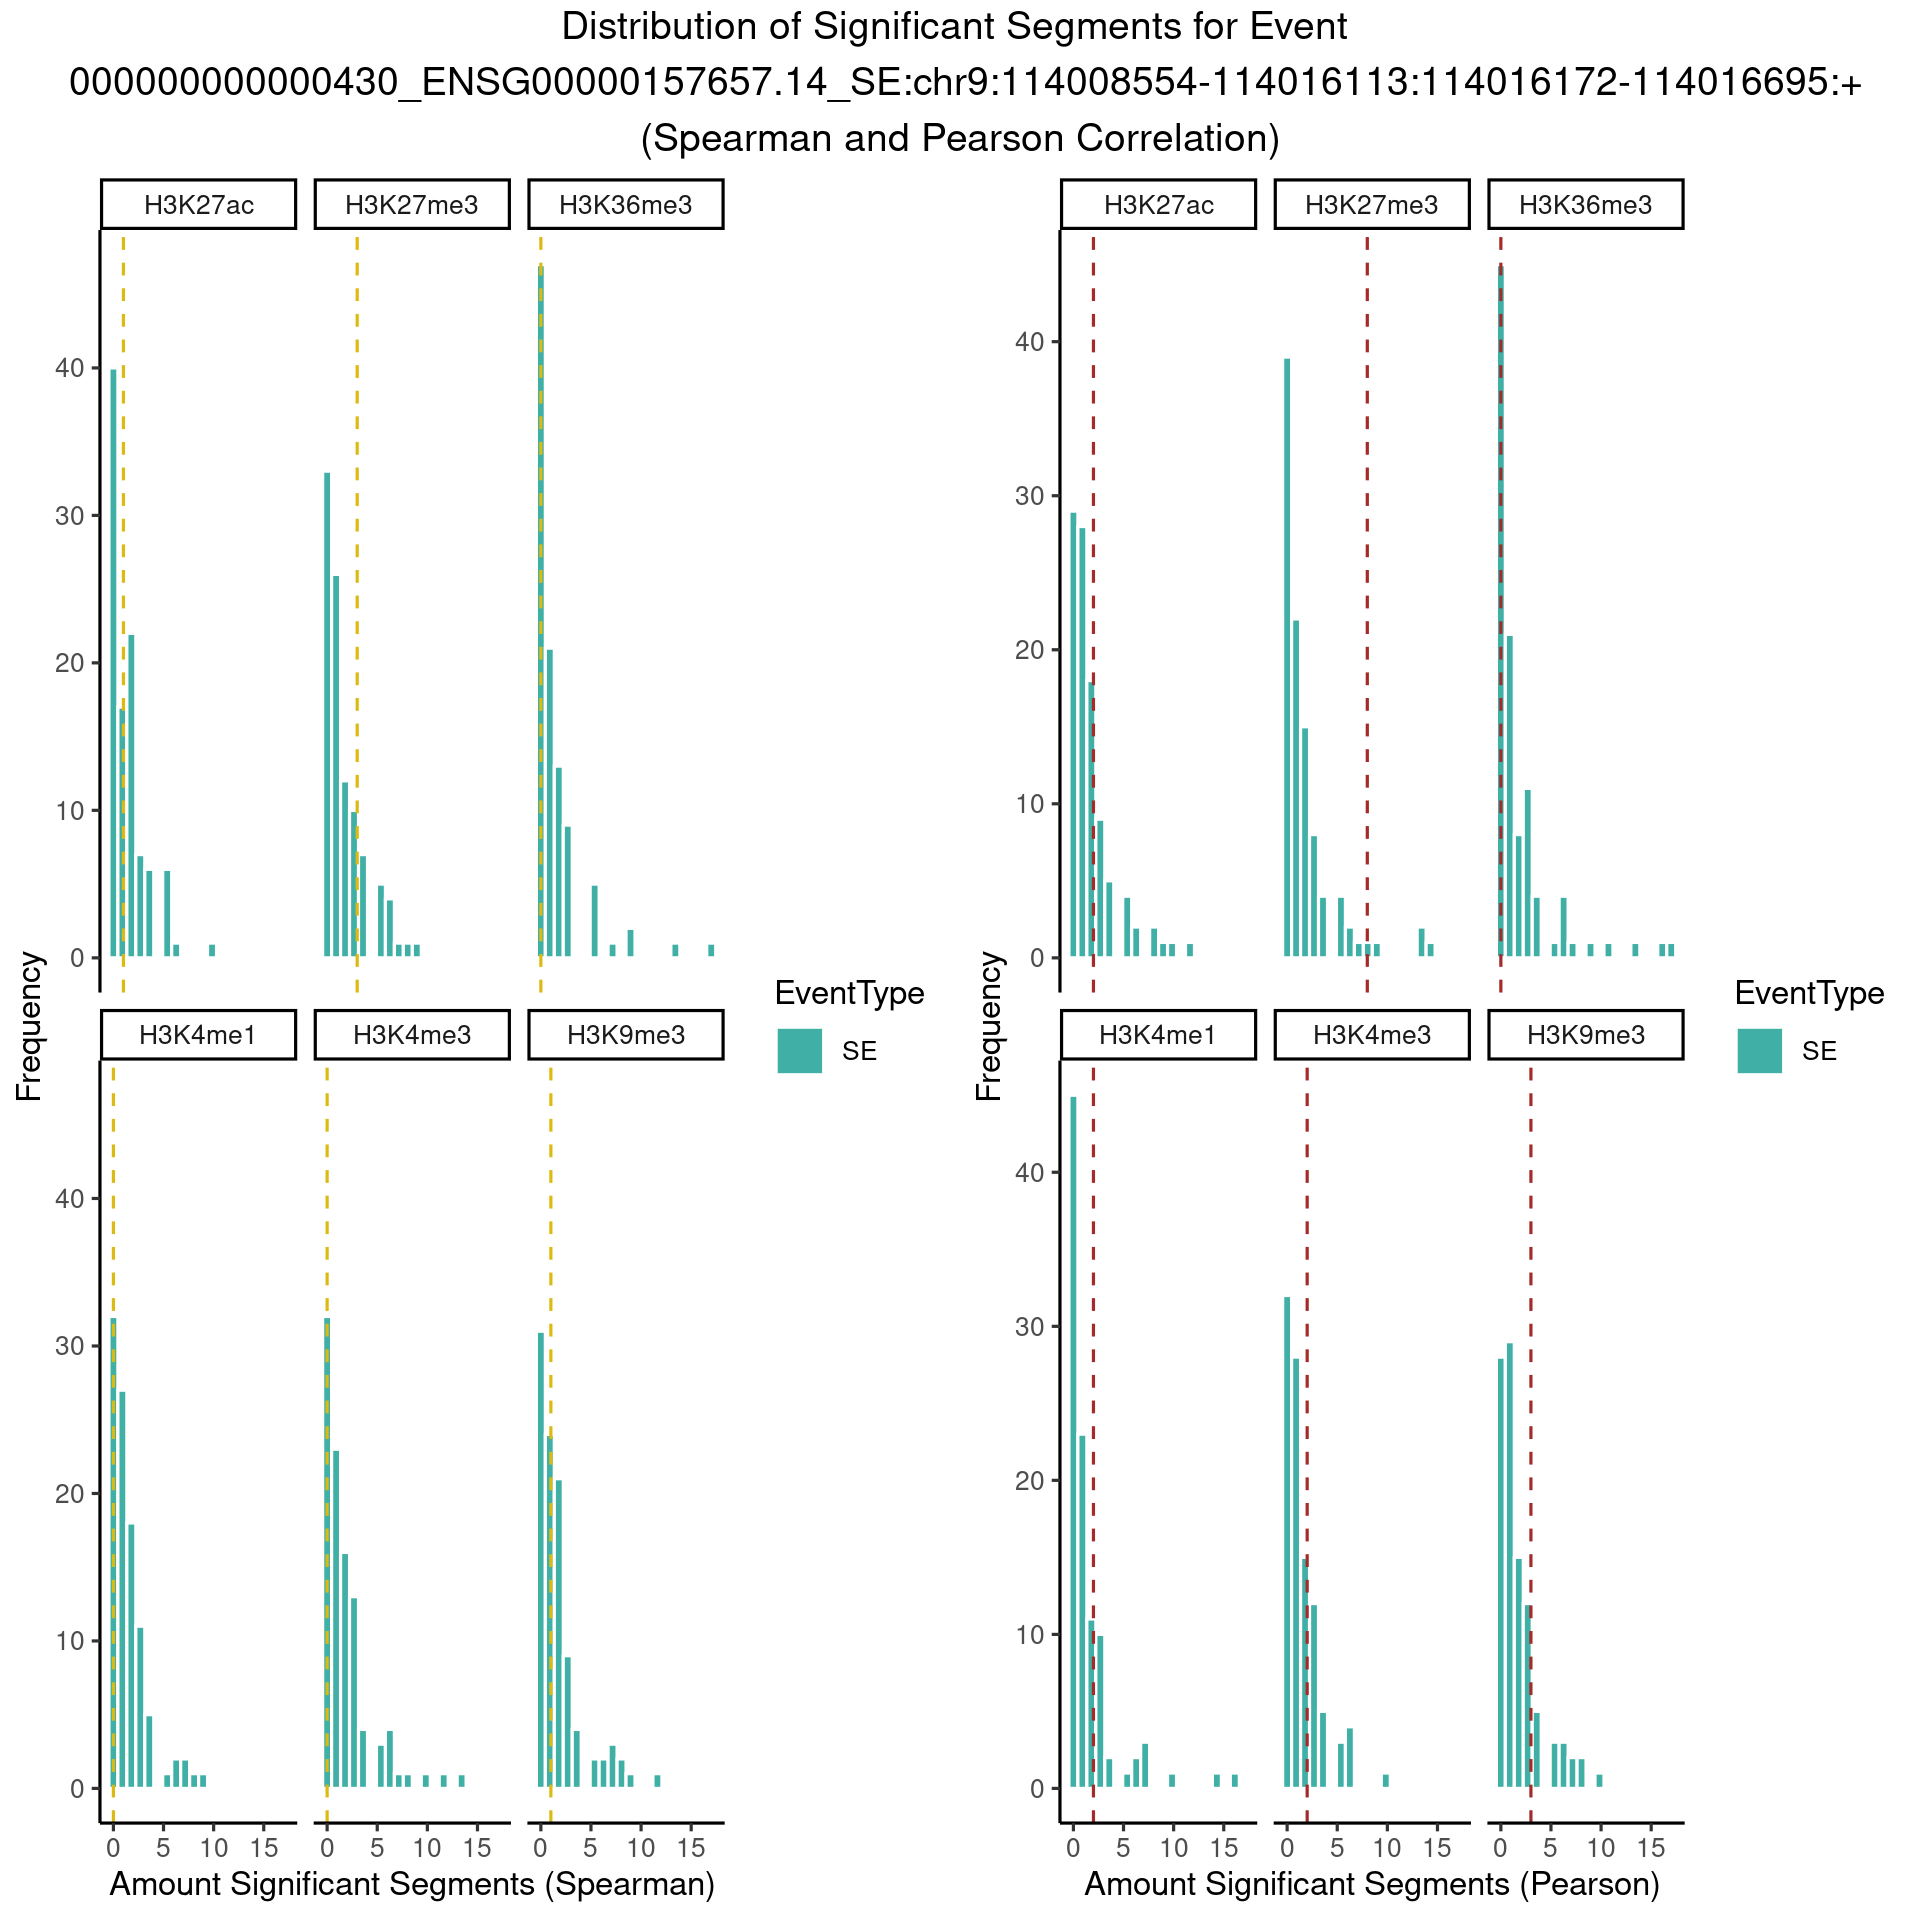 Distribution of Significant Segments for Event
000000000000430_ENSG00000157657.14_SE:chr9:114008554-114016113:114016172-114016695:+
(Spearman and Pearson Correlation)
H3K27ac H3K27me3 H3K36me3
40
30
20
10
0
H3K4me1 H3K4me3 H3K9me3
40
30
20
10
0
0 5 10 15 0 5 10 15 0 5 10 15
Amount Significant Segments (Spearman)
Frequency
EventType
SE
H3K27ac H3K27me3 H3K36me3
40
30
20
10
0
H3K4me1 H3K4me3 H3K9me3
40
30
20
10
0
0 5 10 15 0 5 10 15 0 5 10 15
Amount Significant Segments (Pearson)
Frequency
EventType
SE